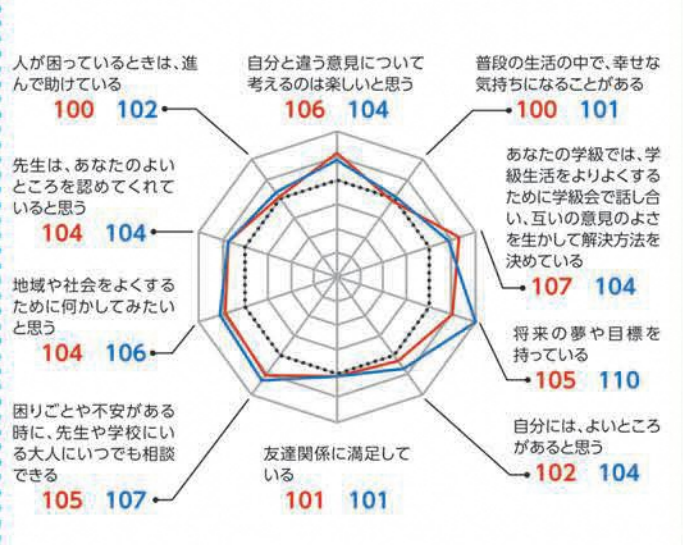 人が困っているときは、進
んで助けている
100 102
自分と違う意見について
考えるのは楽しいと思う
106 104
普段の生活の中で、幸せな
気持ちになることがある
100 101
あなたの学級では、学
級生活をよりよくする
ために学級会で話し合
い、互いの意見のよさ
を生かして解決方法を
決めている
107 104
将来の夢や目標を
持っている
105 110
自分には、よいところ
があると思う
102 104
友達関係に満足して
いる
101 101
困りごとや不安がある
時に、先生や学校にい
る大人にいつでも相談
できる
105 107
地域や社会をよくする
ために何かしてみたい
と思う
104 106
先生は、あなたのよい
ところを認めてくれて
いると思う
104 104